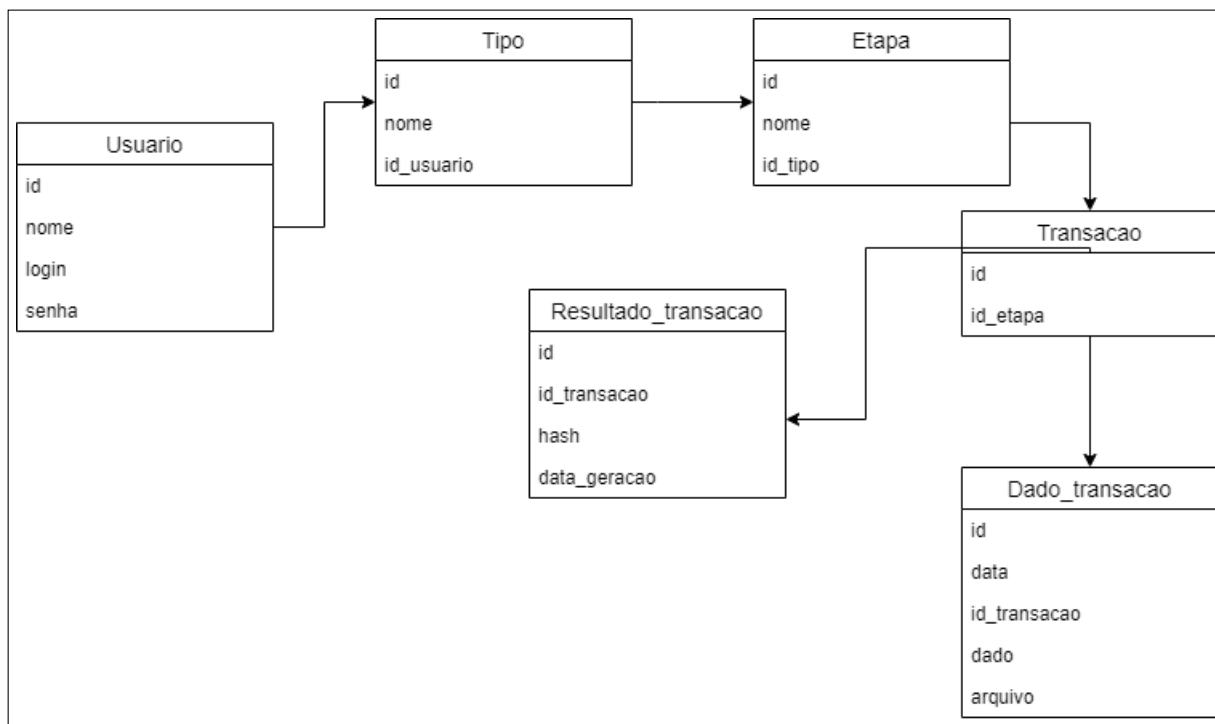 Usuario
id
nome
login
senha
Tipo
id
nome
id_usuario
Etapa
id
nome
id_tipo
Transacao
id
id_etapa
Resultado_transacao
id
id_transacao
hash
data_geracao
Dado_transacao
id
data
id_transacao
dado
arquivo